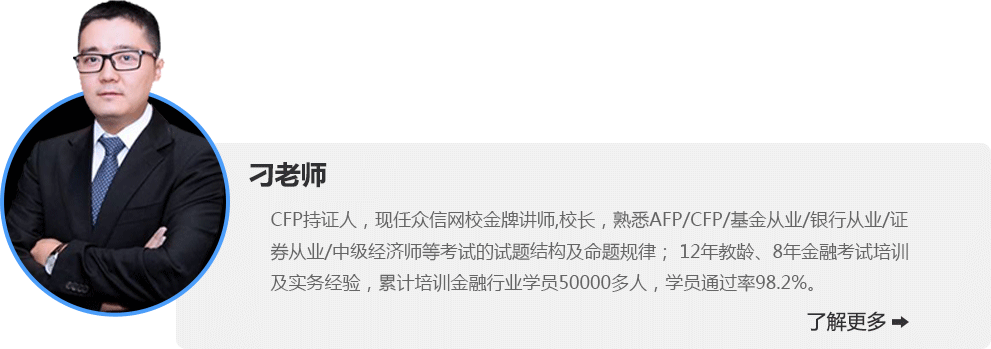 刁老师
CFP持证人，现任众信网校金牌讲师,校长，熟悉AFP/CFP/基金从业/银行从业/证
券从业/中级经济师等考试的试题结构及命题规律； 12年教龄、8年金融考试培训
及实务经验，累计培训金融行业学员50000多人，学员通过率98.2%。
了解更多